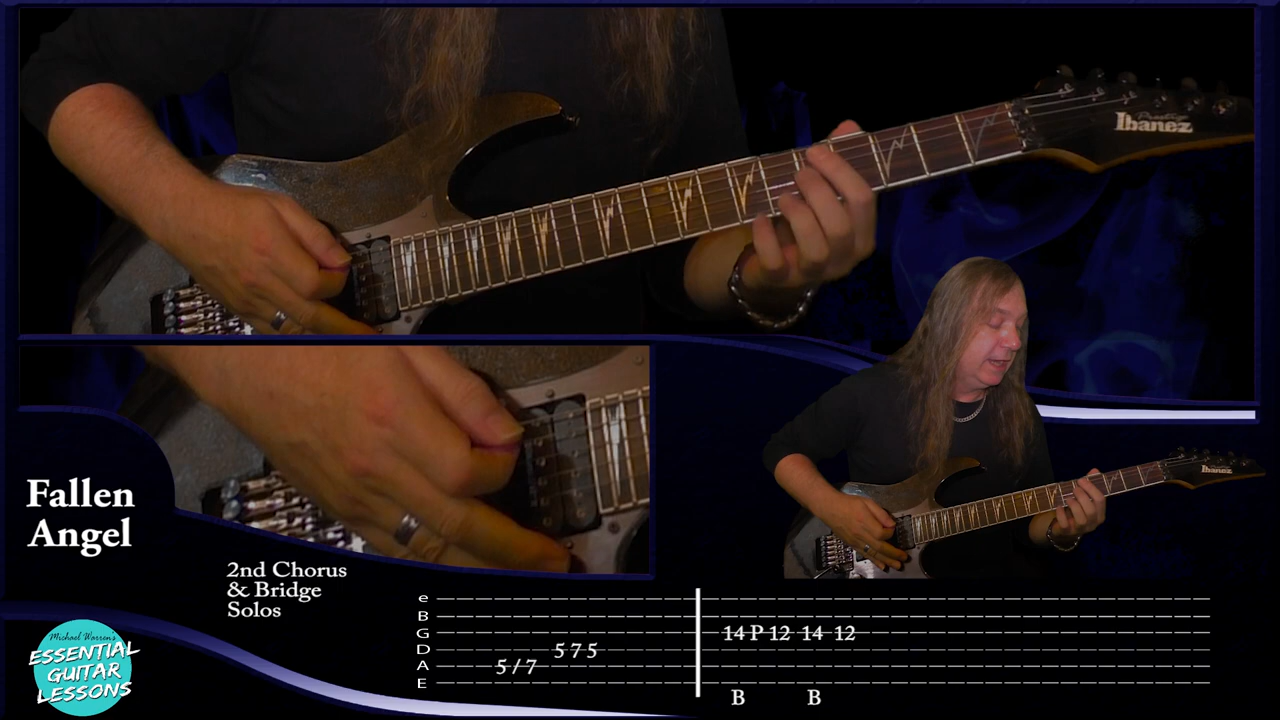 Prestige
Ibanez
Ibanez
Fallen
Angel
2nd Chorus
& Bridge
Solos
Michael Warren's
ESSENTIAL
GUITAR
LESSONS
e
B
G 14 P 12 14 12
D 5 7 5
A 5 / 7
E
B B